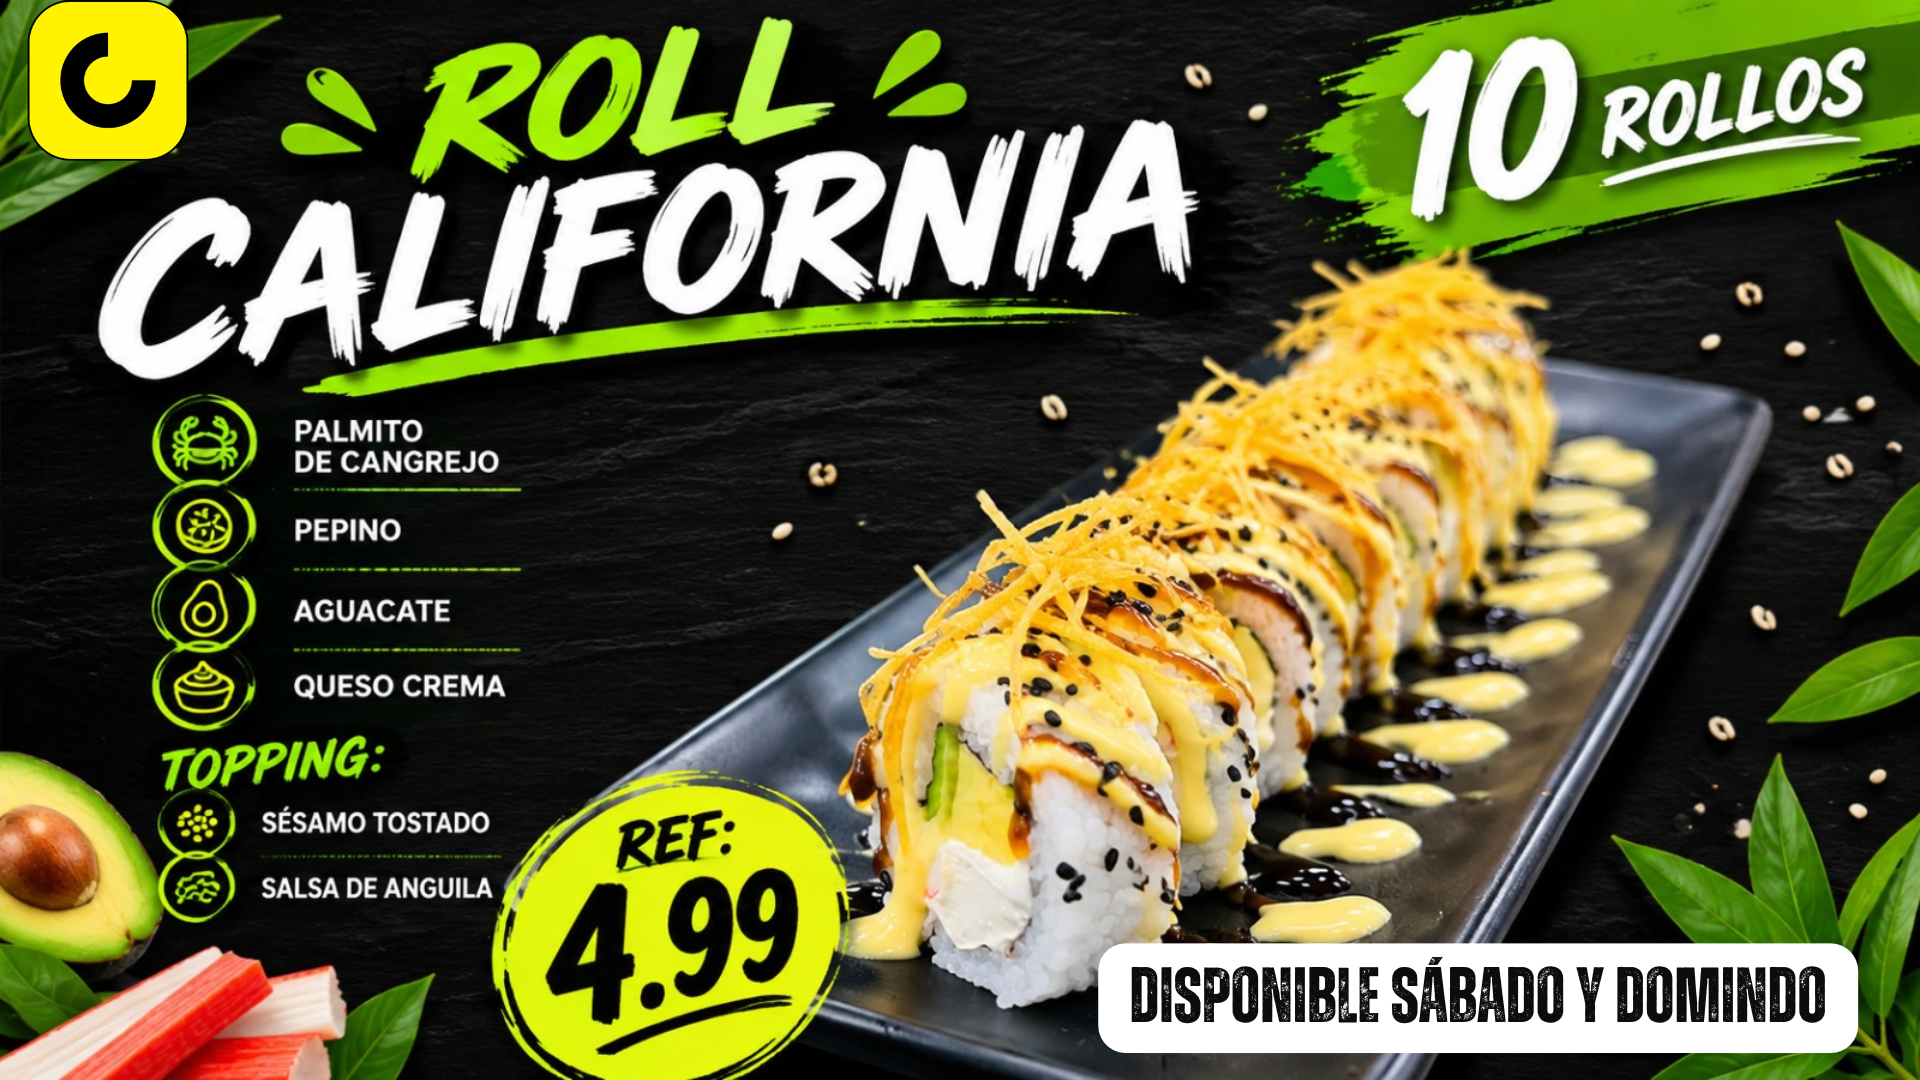 ROLL
CALIFORNIA
10 ROLLOS
PALMITO
DE CANGREJO
PEPINO
AGUACATE
QUESO CREMA
TOPPING:
SÉSAMO TOSTADO
SALSA DE ANGUILA
REF:
4.99
DISPONIBLE SÁBADO Y DOMINDO